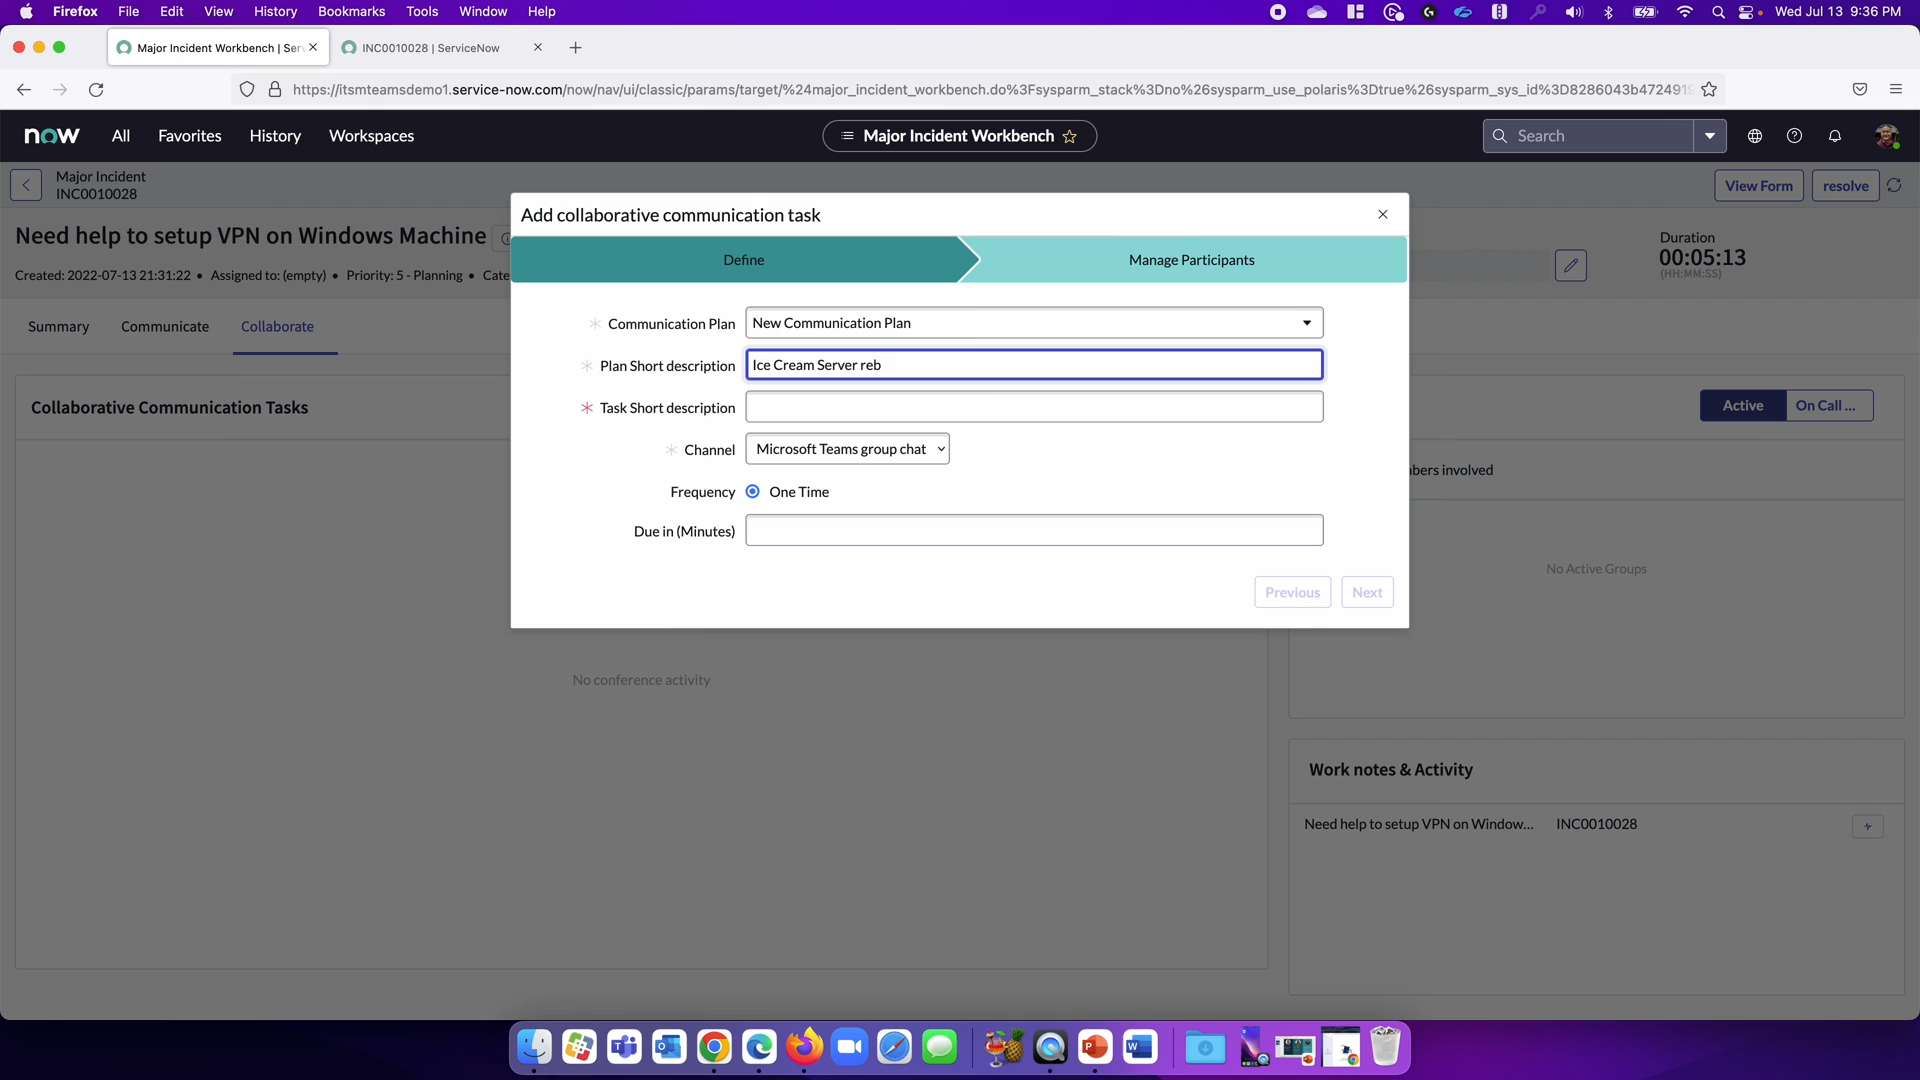 Firefox File Edit View History Bookmarks Tools Window Help Wed Jul 13 9:36 PM
Major Incident Workbench | Serv INC0010028 | ServiceNow
https://itsmteamsdemo1.service-now.com/now/nav/ui/classic/params/target/%24major_incident_workbench.do%3Fsysparm_stack%3Dno%26sysparm_use_polaris%3Dtrue%26sysparm_sys_id%3D8286043b472491
now All Favorites History Workspaces Major Incident Workbench Search
Major Incident
INC0010028
View Form resolve
Need help to setup VPN on Windows Machine
Created: 2022-07-13 21:31:22 • Assigned to: (empty) • Priority: 5 - Planning • Cate
Duration
00:05:13
(HH:MM:SS)
Summary Communicate Collaborate
Add collaborative communication task
Define Manage Participants
* Communication Plan New Communication Plan
* Plan Short description Ice Cream Server reb
* Task Short description
* Channel Microsoft Teams group chat
Frequency One Time
Due in (Minutes)
Previous Next
Collaborative Communication Tasks
No conference activity
Active On Call ...
bers involved
No Active Groups
Work notes & Activity
Need help to setup VPN on Window... INC0010028